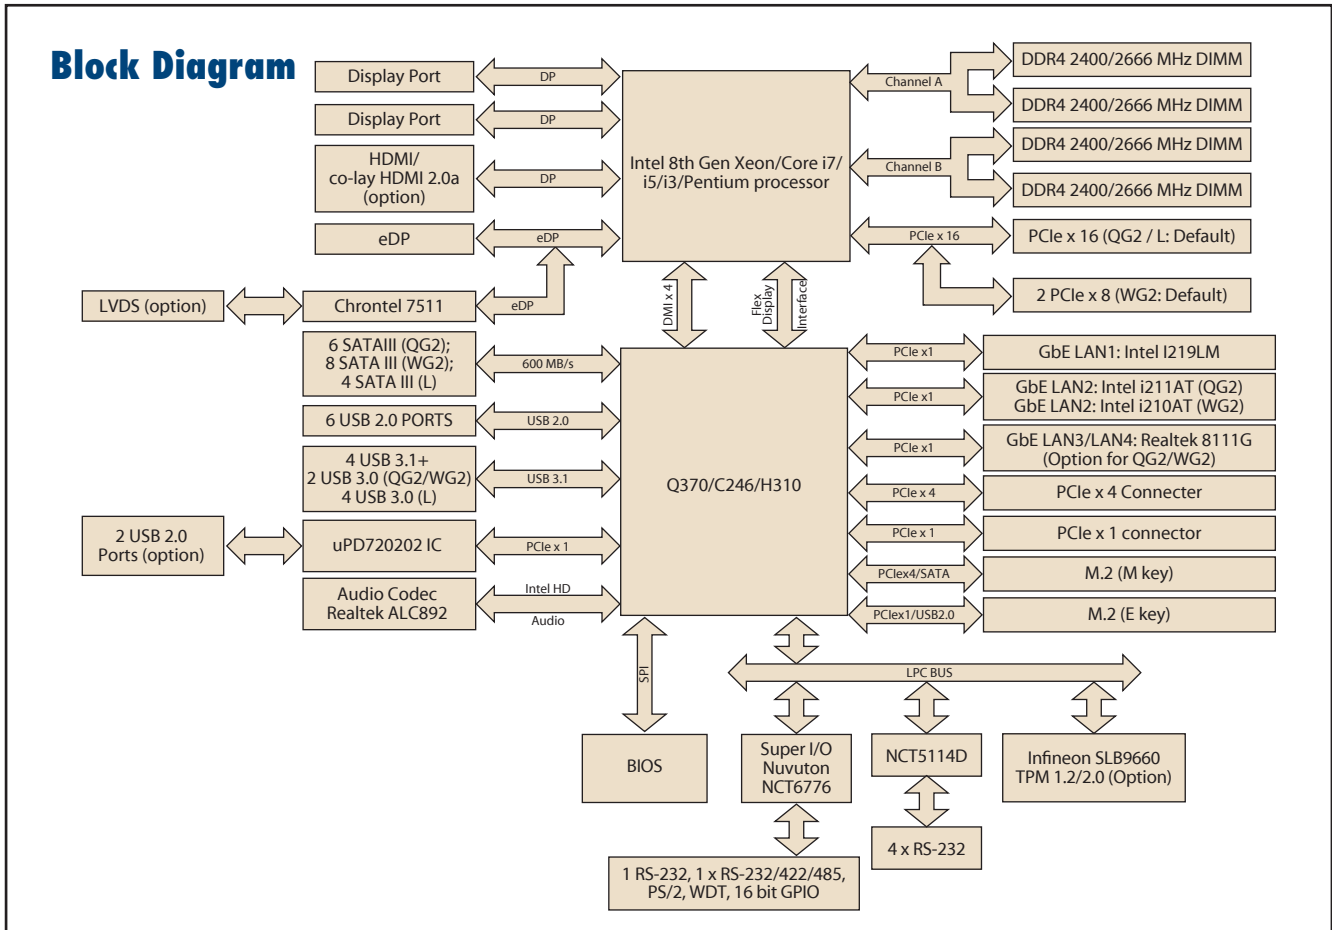 Block Diagram
Display Port
DP
Display Port
DP
HDMI/
co-lay HDMI 2.0a
(option)
DP
eDP
eDP
LVDS (option)
Chrontel 7511
eDP
Intel 8th Gen Xeon/Core i7/
i5/i3/Pentium processor
Channel A
DDR4 2400/2666 MHz DIMM
DDR4 2400/2666 MHz DIMM
Channel B
DDR4 2400/2666 MHz DIMM
DDR4 2400/2666 MHz DIMM
PCIe x 16
PCIe x 16 (QG2 / L: Default)
2 PCIe x 8 (WG2: Default)
DMI x 4
Flex
Display
Interface
6 SATAIII (QG2);
8 SATA III (WG2);
4 SATA III (L)
600 MB/s
6 USB 2.0 PORTS
USB 2.0
4 USB 3.1+
2 USB 3.0 (QG2/WG2)
4 USB 3.0 (L)
USB 3.1
2 USB 2.0
Ports (option)
uPD720202 IC
PCIe x 1
Audio Codec
Realtek ALC892
Intel HD
Audio
Q370/C246/H310
PCIe x1
GbE LAN1: Intel I219LM
PCIe x1
GbE LAN2: Intel i211AT (QG2)
GbE LAN2: Intel i210AT (WG2)
PCIe x1
GbE LAN3/LAN4: Realtek 8111G
(Option for QG2/WG2)
PCIe x 4
PCIe x 4 Connecter
PCIe x 1
PCIe x 1 connector
PCIex4/SATA
M.2 (M key)
PCIex1/USB2.0
M.2 (E key)
SPI
LPC BUS
BIOS
Super I/O
Nuvuton
NCT6776
NCT5114D
Infineon SLB9660
TPM 1.2/2.0 (Option)
4 x RS-232
1 RS-232, 1 x RS-232/422/485,
PS/2, WDT, 16 bit GPIO